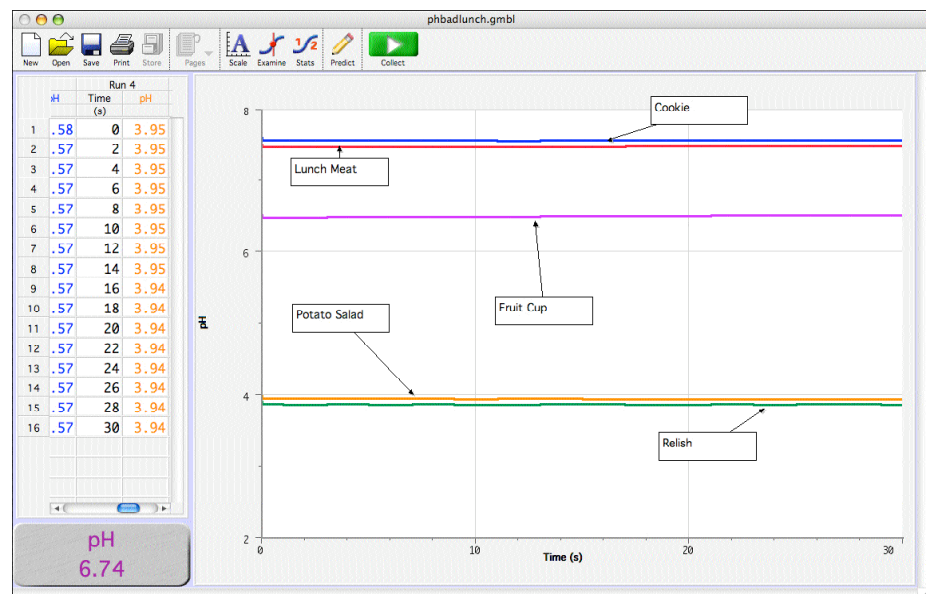 phbadlunch.gmbl
New Open Save Print Store Pages Scale Examine Stats Predict Collect
Run 4
pH Time pH
(s)
1 .58 0 3.95
2 .57 2 3.95
3 .57 4 3.95
4 .57 6 3.95
5 .57 8 3.95
6 .57 10 3.95
7 .57 12 3.95
8 .57 14 3.95
9 .57 16 3.94
10 .57 18 3.94
11 .57 20 3.94
12 .57 22 3.94
13 .57 24 3.94
14 .57 26 3.94
15 .57 28 3.94
16 .57 30 3.94
pH
6.74
8
Cookie
Lunch Meat
6
Fruit Cup
Potato Salad
pH
4
Relish
2
0 10 20 30
Time (s)